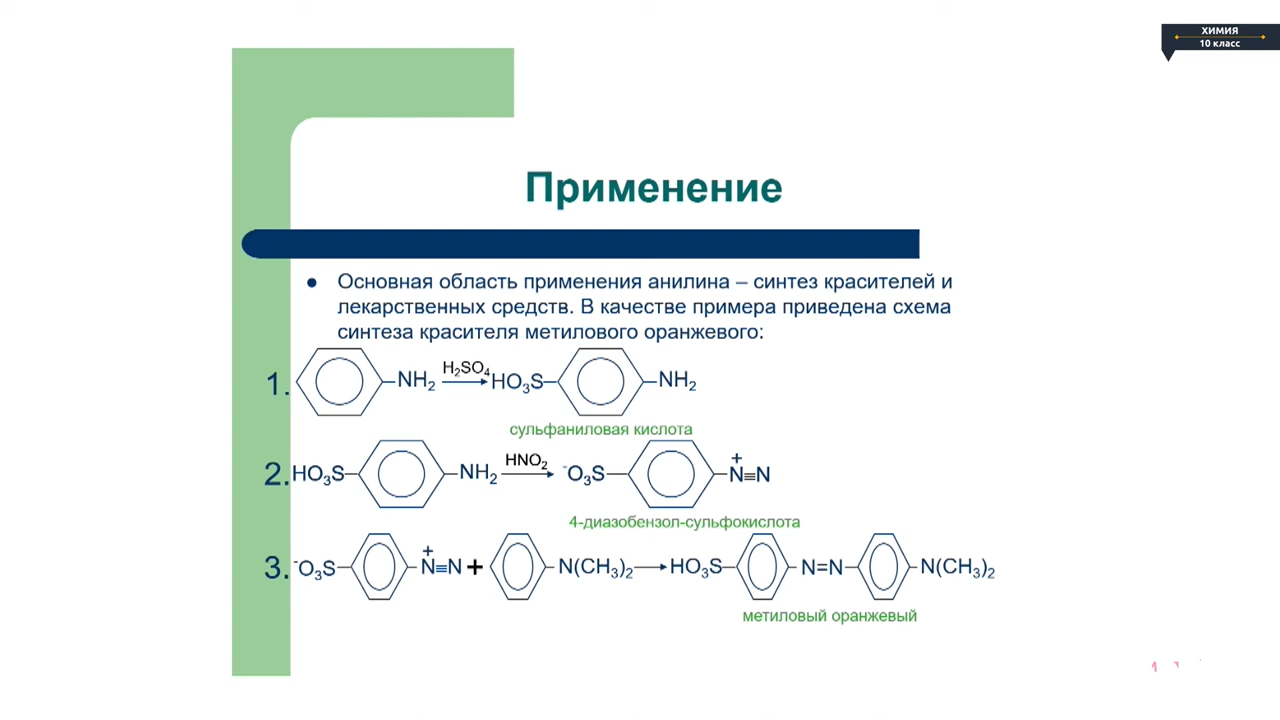 ХИМИЯ
10 класс
Применение
● Основная область применения анилина – синтез красителей и
лекарственных средств. В качестве примера приведена схема
синтеза красителя метилового оранжевого:
1. NH₂ H₂SO₄ HO₃S NH₂
сульфаниловая кислота
2. HO₃S NH₂ HNO₂ ⁻O₃S N⁺≡N
4-диазобензол-сульфокислота
3. ⁻O₃S N⁺≡N + N(CH₃)₂ HO₃S N=N N(CH₃)₂
метиловый оранжевый